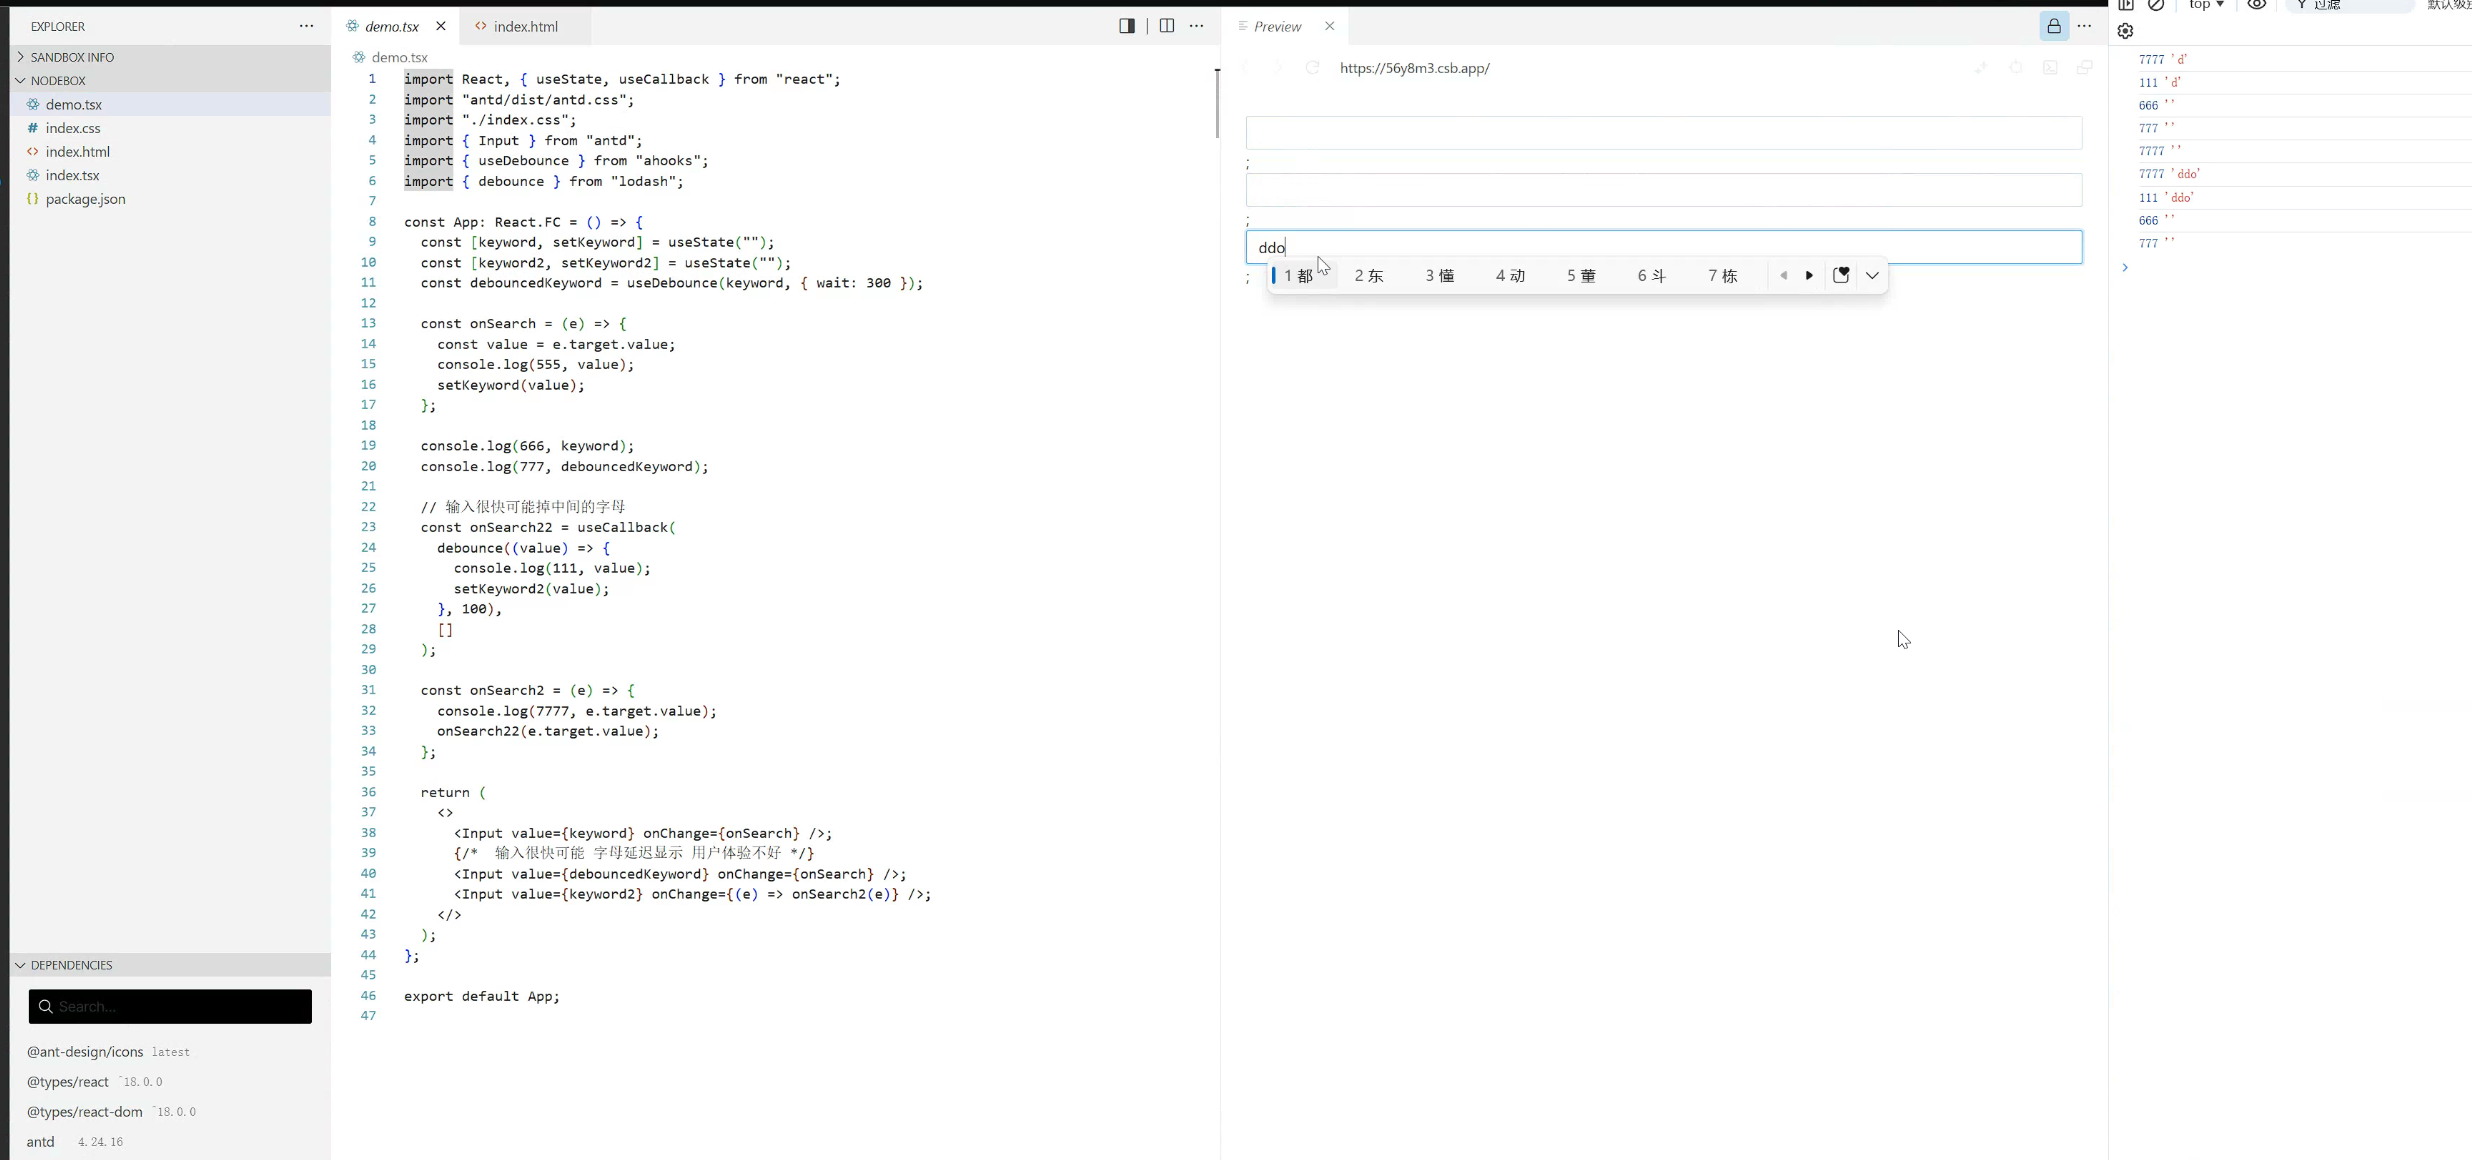 EXPLORER
SANDBOX INFO
NODEBOX
demo.tsx
index.css
index.html
index.tsx
package.json
DEPENDENCIES
Search...
@ant-design/icons latest
@types/react ^18.0.0
@types/react-dom ^18.0.0
antd 4.24.16
demo.tsx
index.html
demo.tsx
1 import React, { useState, useCallback } from "react";
2 import "antd/dist/antd.css";
3 import "./index.css";
4 import { Input } from "antd";
5 import { useDebounce } from "ahooks";
6 import { debounce } from "lodash";
7
8 const App: React.FC = () => {
9 const [keyword, setKeyword] = useState("");
10 const [keyword2, setKeyword2] = useState("");
11 const debouncedKeyword = useDebounce(keyword, { wait: 300 });
12
13 const onSearch = (e) => {
14 const value = e.target.value;
15 console.log(555, value);
16 setKeyword(value);
17 };
18
19 console.log(666, keyword);
20 console.log(777, debouncedKeyword);
21
22 // 输入很快可能掉中间的字母
23 const onSearch22 = useCallback(
24 debounce((value) => {
25 console.log(111, value);
26 setKeyword2(value);
27 }, 100),
28 []
29 );
30
31 const onSearch2 = (e) => {
32 console.log(7777, e.target.value);
33 onSearch22(e.target.value);
34 };
35
36 return (
37 <>
38 <Input value={keyword} onChange={onSearch} />;
39 {/* 输入很快可能 字母延迟显示 用户体验不好 */}
40 <Input value={debouncedKeyword} onChange={onSearch} />;
41 <Input value={keyword2} onChange={(e) => onSearch2(e)} />;
42 </>
43 );
44 };
45
46 export default App;
47
Preview
https://56y8m3.csb.app/
;
;
ddo
;
1 都 2 东 3 懂 4 动 5 董 6 斗 7 栋
top 过滤
7777 'd'
111 'd'
666 ''
777 ''
7777 ''
7777 'ddo'
111 'ddo'
666 ''
777 ''